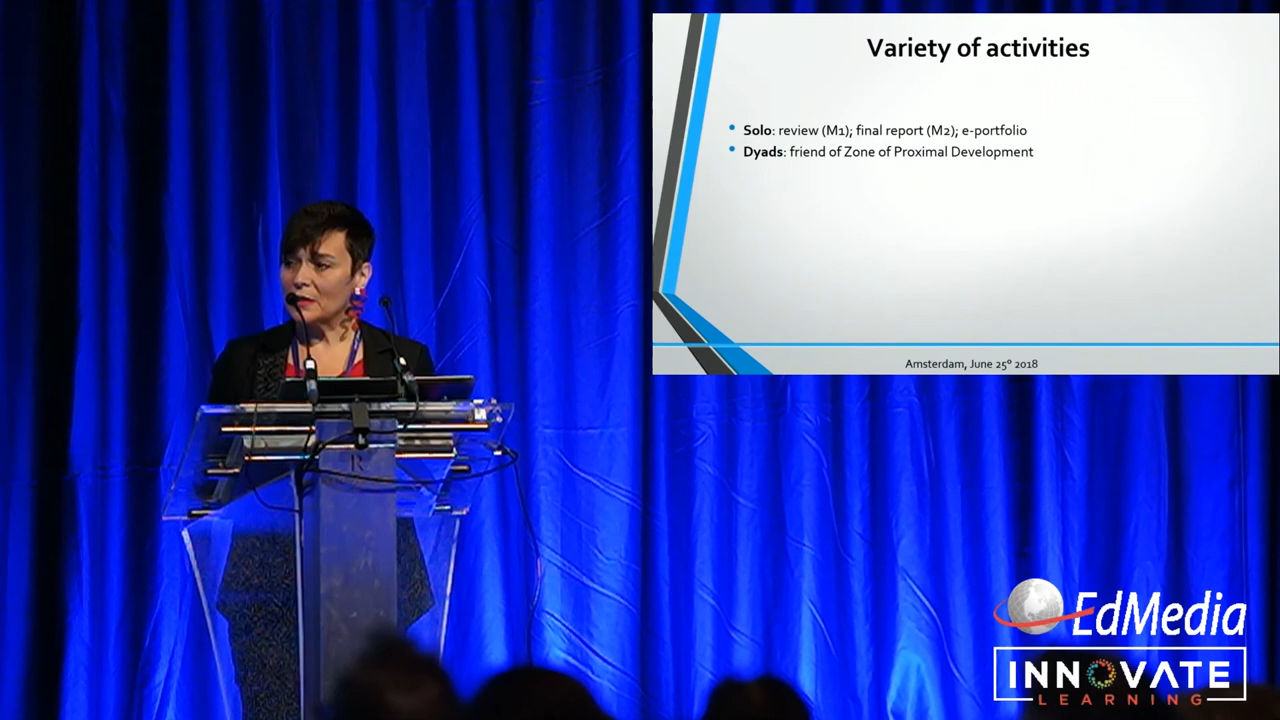 Variety of activities
• Solo: review (M1); final report (M2); e-portfolio
• Dyads: friend of Zone of Proximal Development
Amsterdam, June 25º 2018
R
EdMedia
INNOVATE
LEARNING